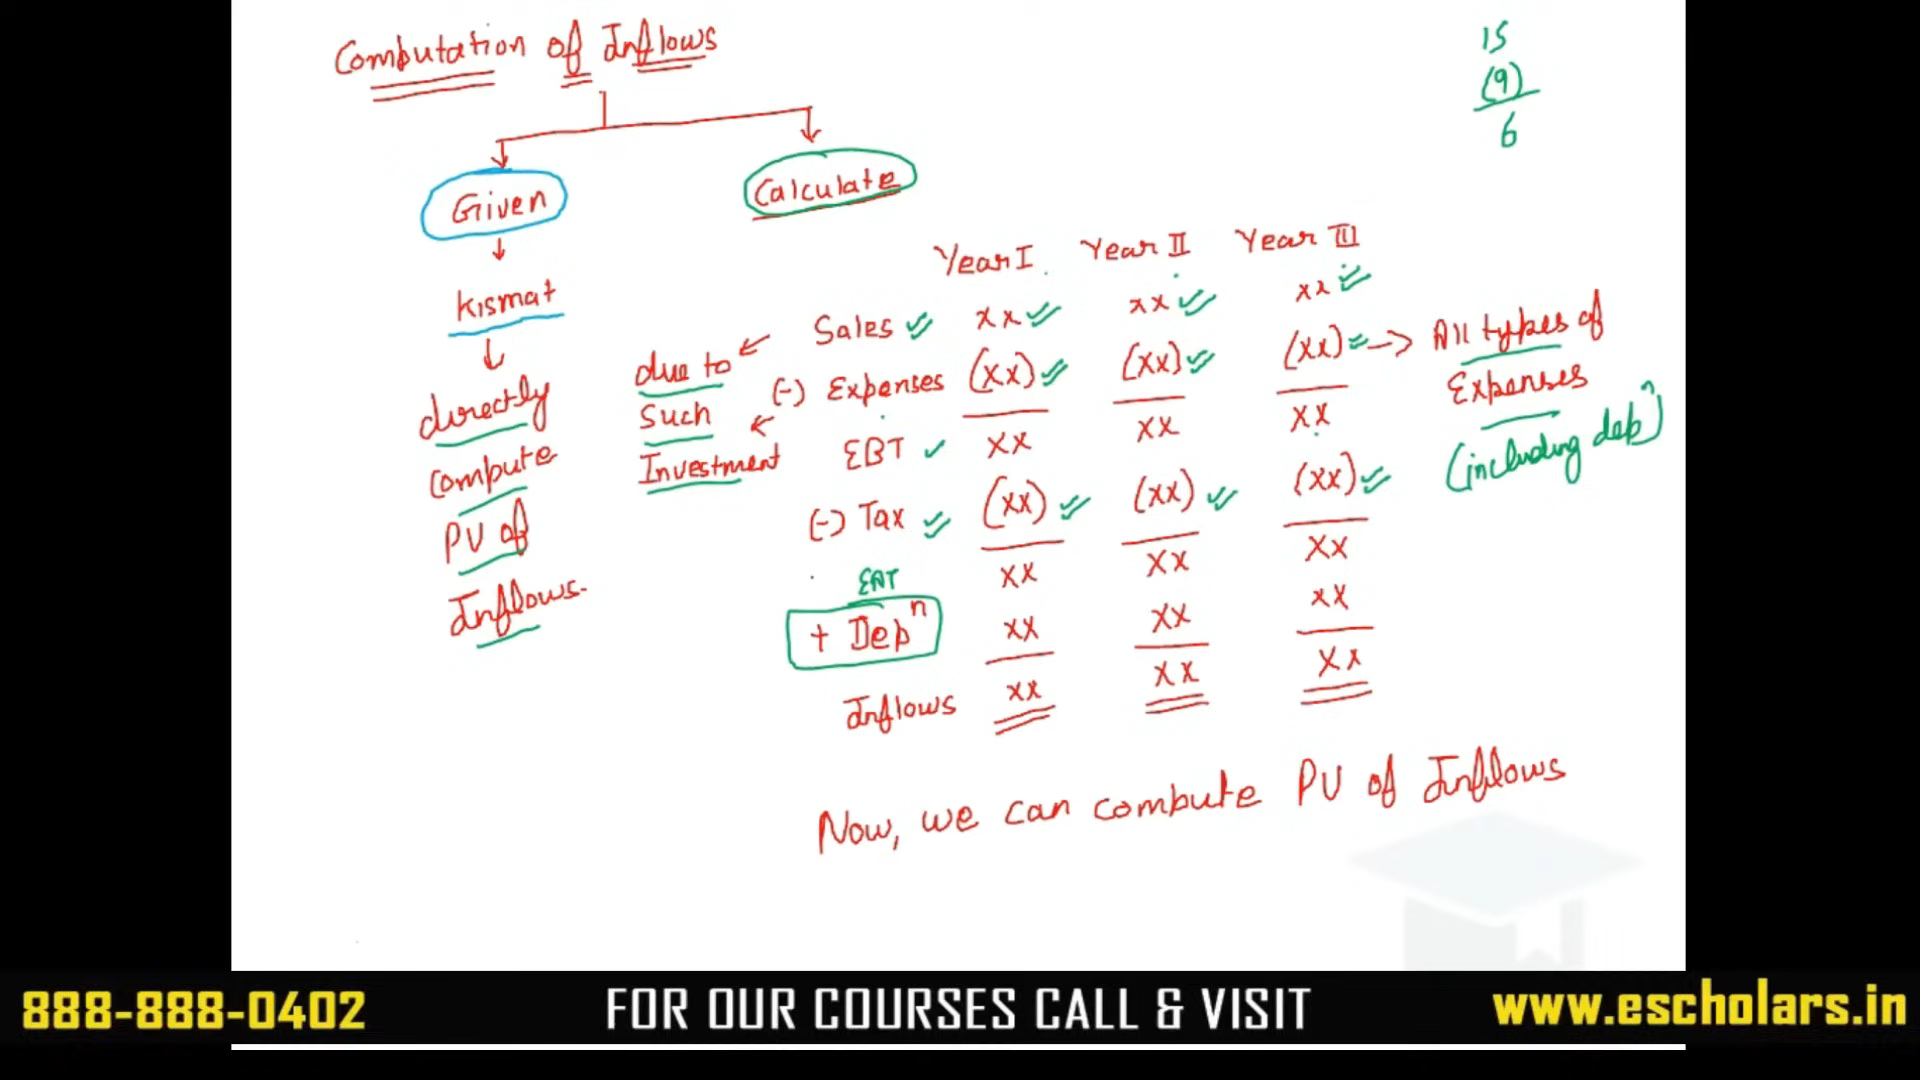 Computation of Inflows
15
(9)
6
Given
Calculate
Kismat
directly
compute
PV of
Inflows.
Year I Year II Year III
Sales xx xx xx
(-) Expenses (xx) (xx) (xx) → All types of
Expenses
(including depⁿ)
due to
Such
Investment
EBT xx xx xx
(-) Tax (xx) (xx) (xx)
EAT xx xx xx
+ Depⁿ xx xx xx
Inflows xx xx xx
Now, we can compute PV of Inflows
888-888-0402 FOR OUR COURSES CALL & VISIT www.escholars.in